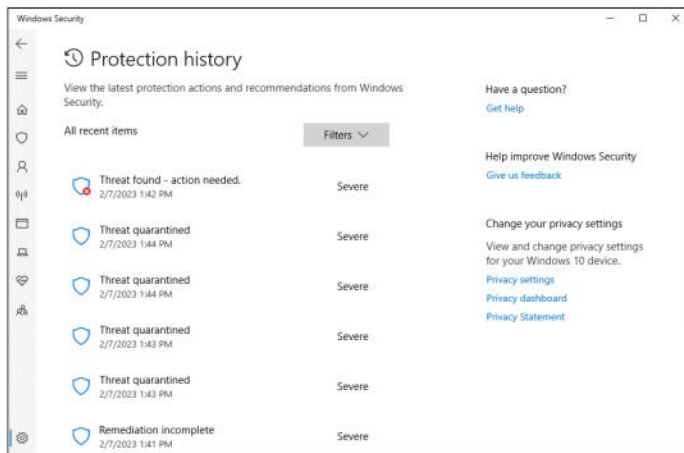 Windows Security
Protection history
View the latest protection actions and recommendations from Windows
Security.
All recent items
Filters
Threat found - action needed.
2/7/2023 1:42 PM
Severe
Threat quarantined
2/7/2023 1:44 PM
Severe
Threat quarantined
2/7/2023 1:44 PM
Severe
Threat quarantined
2/7/2023 1:43 PM
Severe
Threat quarantined
2/7/2023 1:43 PM
Severe
Remediation incomplete
2/7/2023 1:41 PM
Severe
Have a question?
Get help
Help improve Windows Security
Give us feedback
Change your privacy settings
View and change privacy settings
for your Windows 10 device.
Privacy settings
Privacy dashboard
Privacy Statement